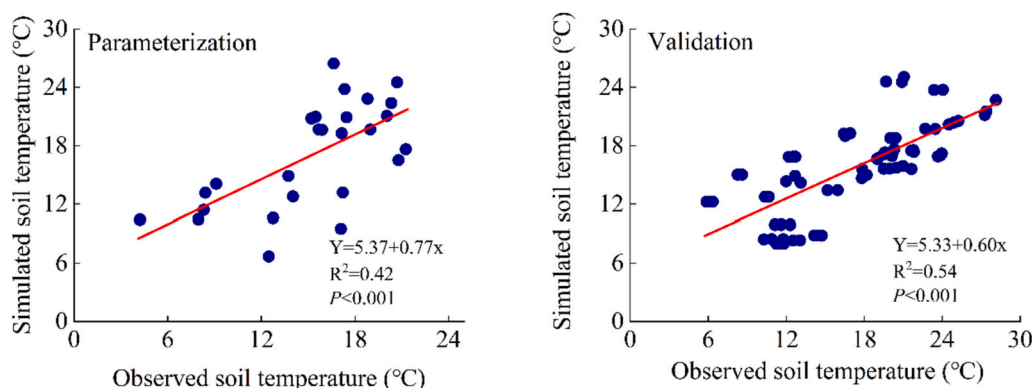 Parameterization
Simulated soil temperature (°C)
30
24
18
12
6
0
Y=5.37+0.77x
R²=0.42
P<0.001
0 6 12 18 24
Observed soil temperature (°C)
Validation
Simulated soil temperature (°C)
30
24
18
12
6
0
Y=5.33+0.60x
R²=0.54
P<0.001
0 6 12 18 24 30
Observed soil temperature (°C)